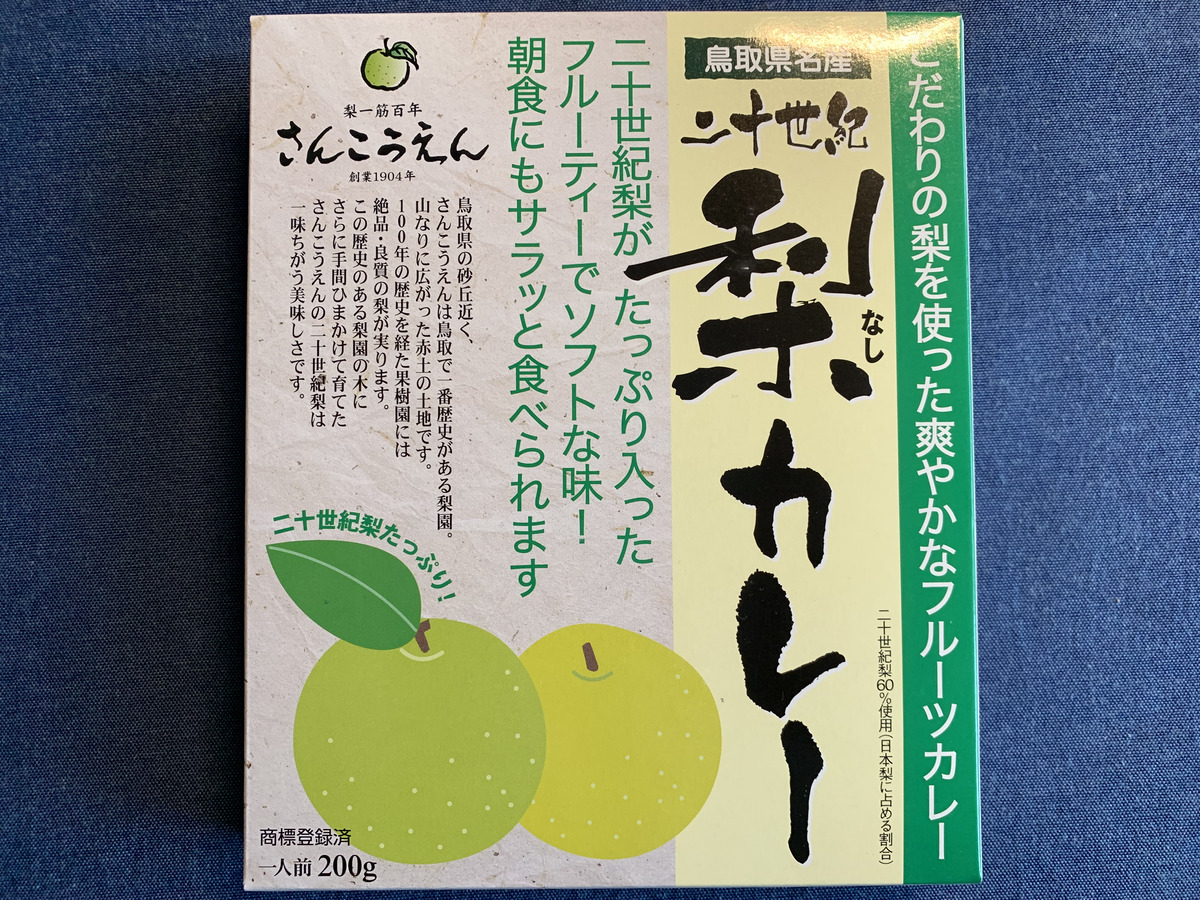 こだわりの梨を使った爽やかなフルーツカレー
鳥取県名産
二十世紀
梨カレー
なし
二十世紀梨60%使用(日本梨に占める割合)
二十世紀梨が たっぷり入った
フルーティーでソフトな味！
朝食にもサラッと食べられます
梨一筋百年
さんこうえん
創業1904年
鳥取県の砂丘近く、
さんこうえんは鳥取で一番歴史がある梨園。
山なりに広がった赤土の土地です。
100年の歴史を経た果樹園には
絶品・良質の梨が実ります。
この歴史のある梨園の木に
さらに手間ひまかけて育てた
さんこうえんの二十世紀梨は
一味ちがう美味しさです。
二十世紀梨たっぷり！
商標登録済
一人前 200g